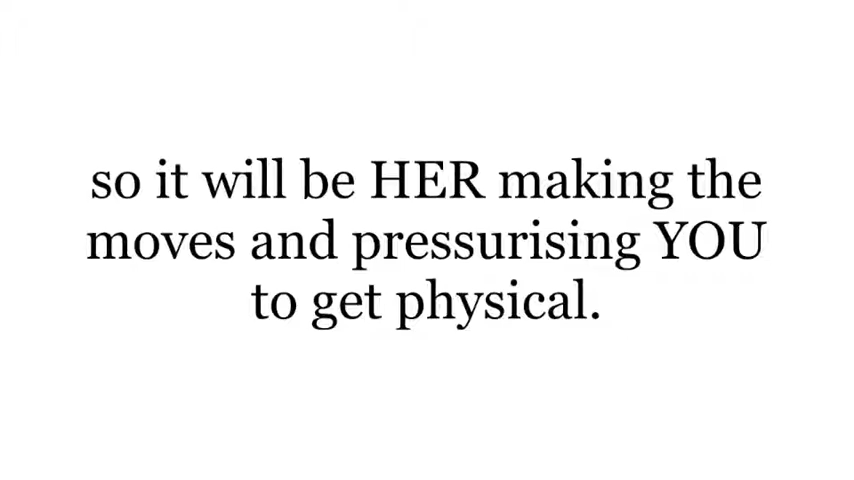 so it will be HER making the
moves and pressurising YOU
to get physical.